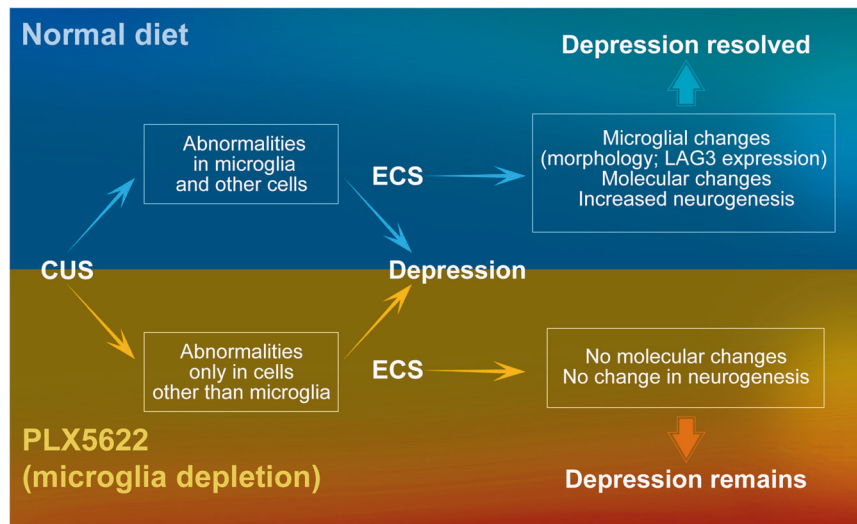 Normal diet
Depression resolved
Abnormalities
in microglia
and other cells
ECS
Microglial changes
(morphology; LAG3 expression)
Molecular changes
Increased neurogenesis
CUS
Depression
Abnormalities
only in cells
other than microglia
ECS
No molecular changes
No change in neurogenesis
PLX5622
(microglia depletion)
Depression remains